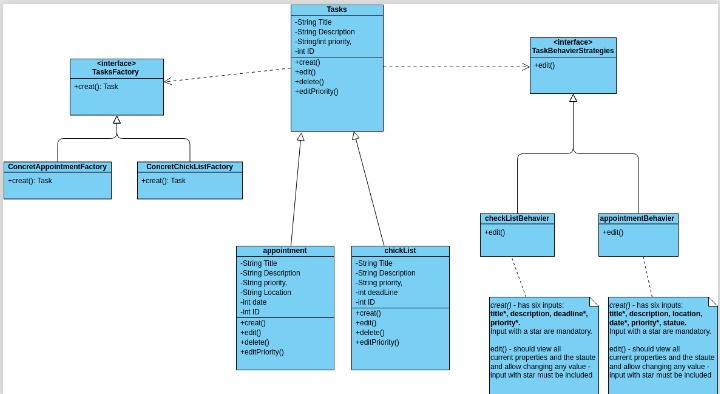 Tasks
-String Title
-String Description
-String/int priority,
-int ID
+creat()
+edit()
+delete()
+editPriority()
<interface>
TasksFactory
+creat(): Task
<interface>
TaskBehavierStrategies
+edit()
ConcretAppointmentFactory
+creat(): Task
ConcretChickListFactory
+creat(): Task
appointment
-String Title
-String Description
-String priority,
-String Location
-int date
-int ID
+creat()
+edit()
+delete()
+editPriority()
chickList
-String Title
-String Description
-String priority,
-int deadLine
-int ID
+creat()
+edit()
+delete()
+editPriority()
checkListBehavier
+edit()
appointmentBehavier
+edit()
creat() - has six inputs:
title*, description, deadline*,
priority*.
Input with a star are mandatory.
edit() - should view all
current properties and the staute
and allow changing any value -
input with star must be included
creat() - has six inputs:
title*, description, location,
date*, priority*, statue.
Input with a star are mandatory.
edit() - should view all
current properties and the staute
and allow changing any value -
input with star must be included